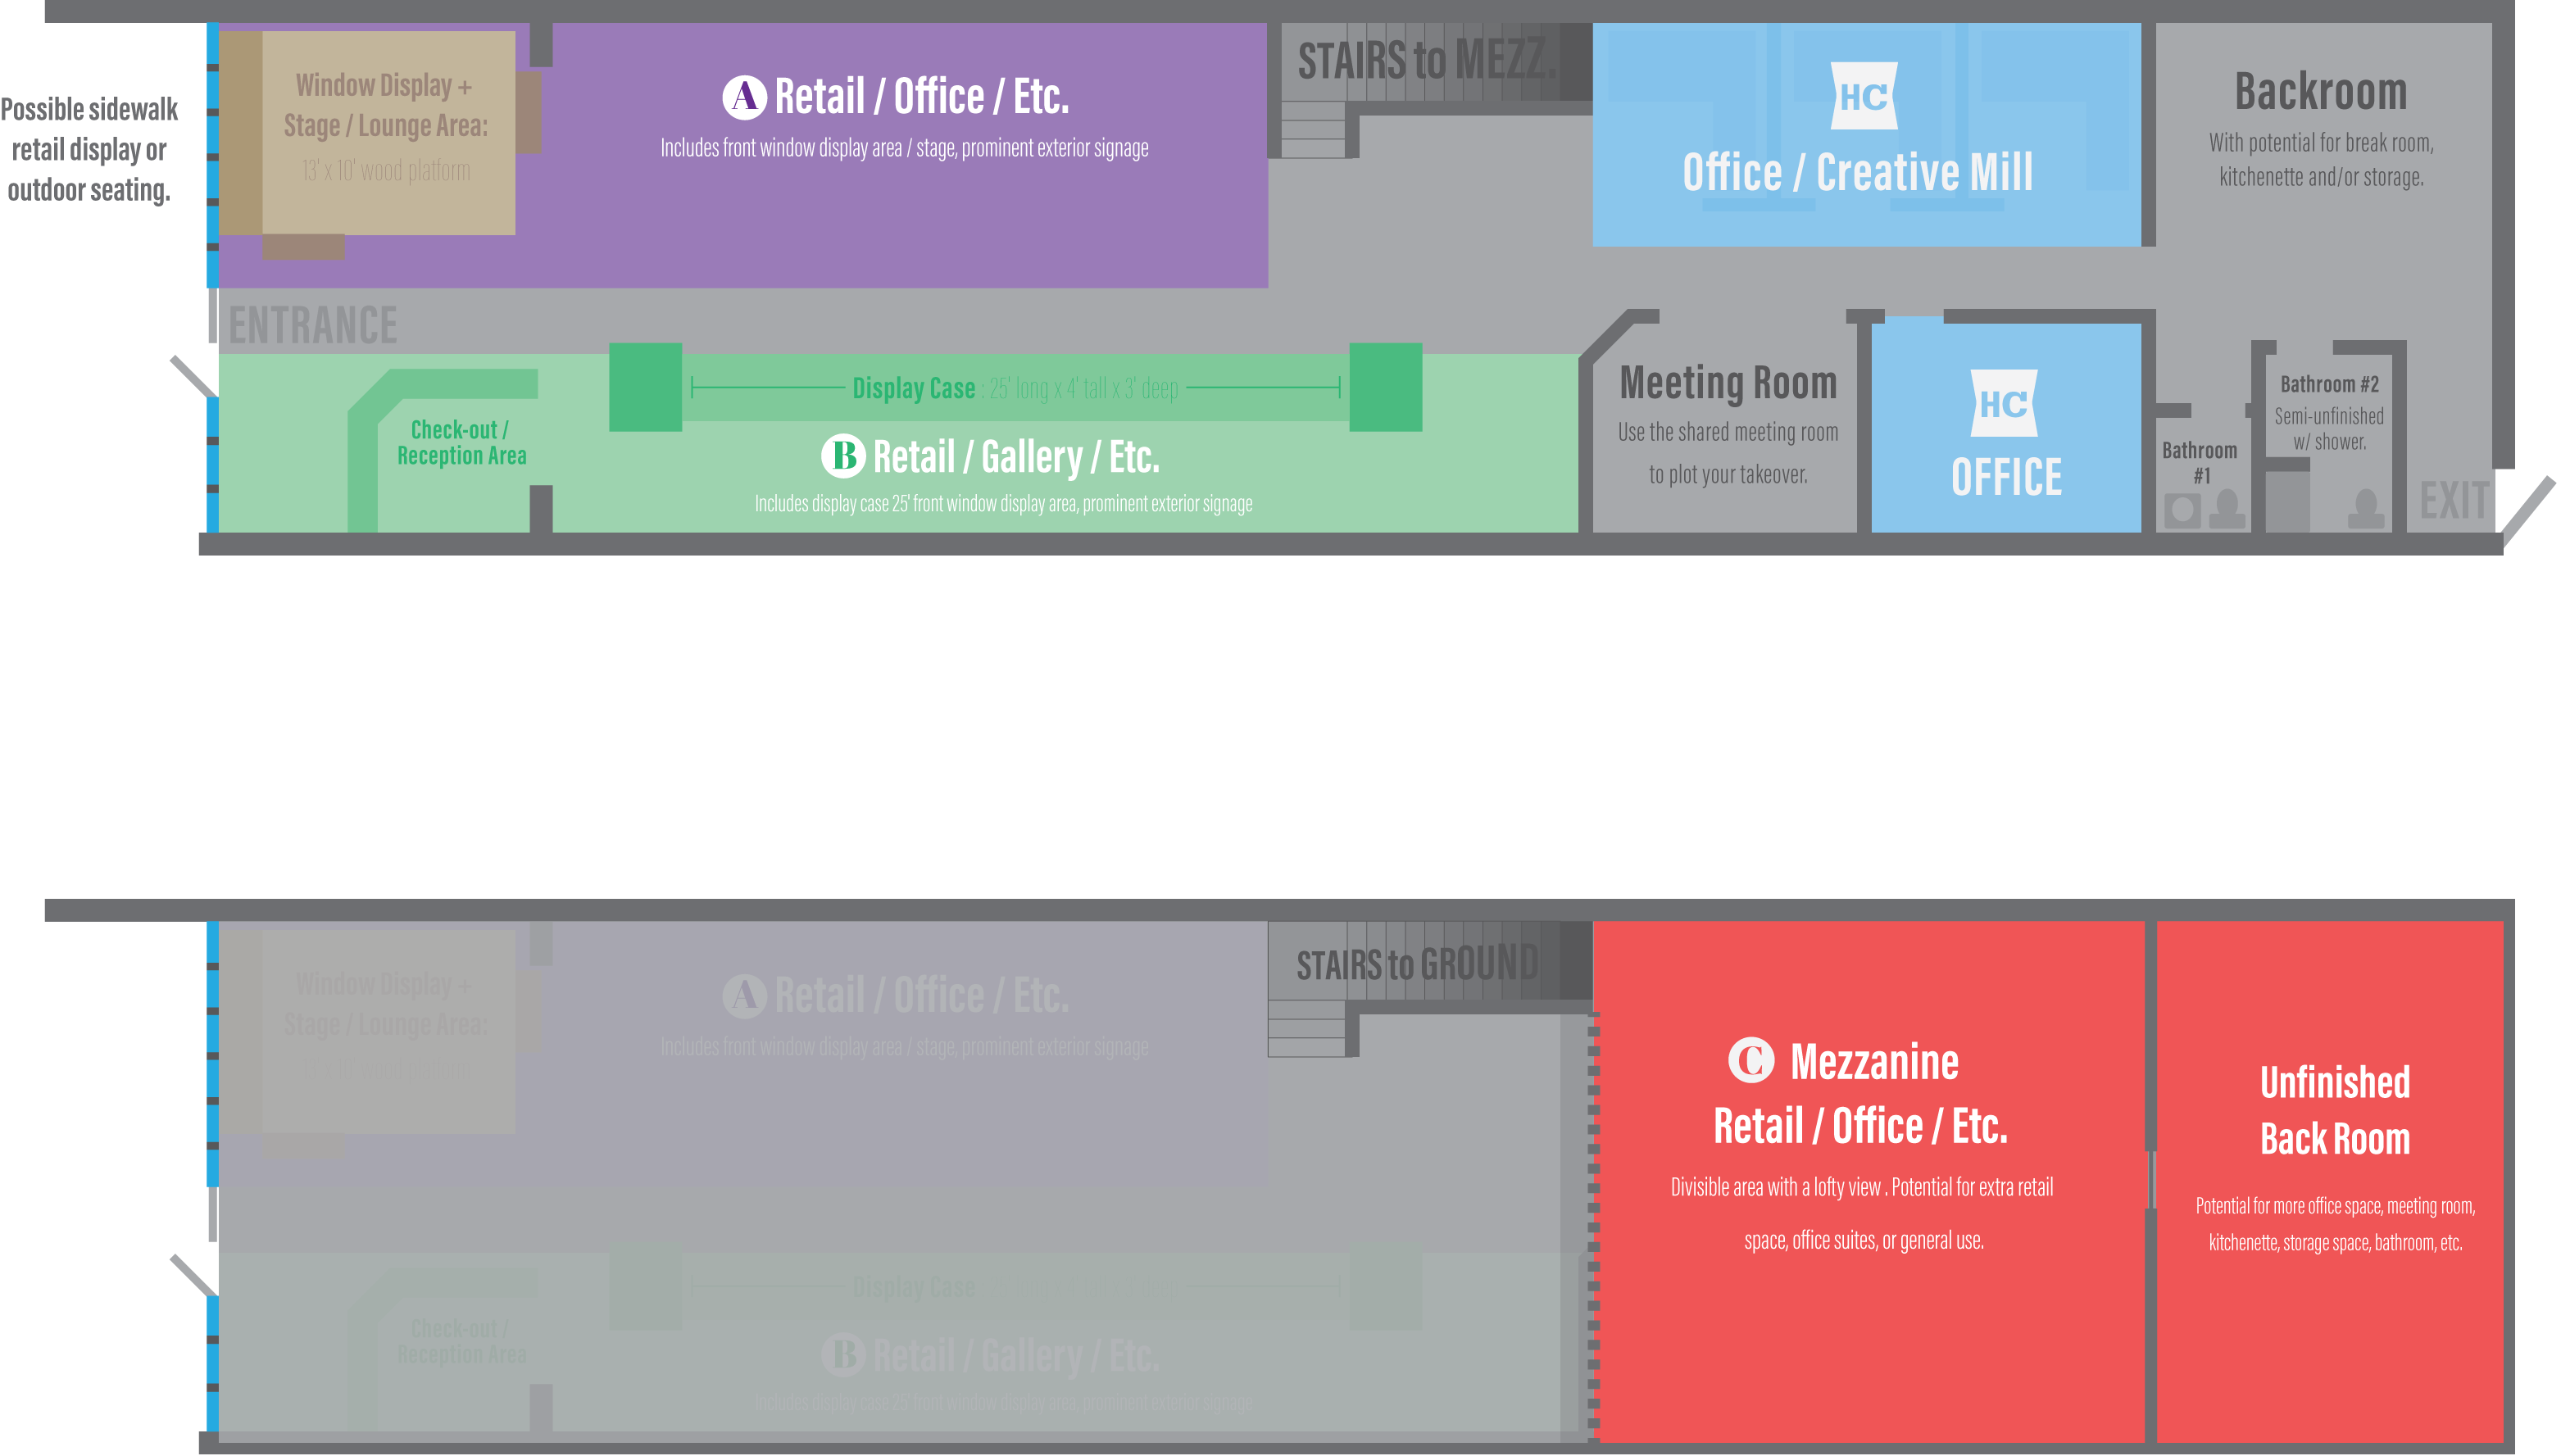 Possible sidewalk
retail display or
outdoor seating.
Window Display +
Stage / Lounge Area:
13' x 10' wood platform
A Retail / Office / Etc.
Includes front window display area / stage, prominent exterior signage
STAIRS to MEZZ.
HC
Office / Creative Mill
Backroom
With potential for break room,
kitchenette and/or storage.
ENTRANCE
Check-out /
Reception Area
Display Case : 25' long x 4' tall x 3' deep
B Retail / Gallery / Etc.
Includes display case 25' front window display area, prominent exterior signage
Meeting Room
Use the shared meeting room
to plot your takeover.
HC
OFFICE
Bathroom
#1
Bathroom #2
Semi-unfinished
w/ shower.
EXIT
Window Display +
Stage / Lounge Area:
A Retail / Office / Etc.
Includes front window display area / stage, prominent exterior signage
STAIRS to GROUND
Display Case
Check-out /
Reception Area
B Retail / Gallery / Etc.
Includes display case 25' front window display area, prominent exterior signage
C Mezzanine
Retail / Office / Etc.
Divisible area with a lofty view . Potential for extra retail
space, office suites, or general use.
Unfinished
Back Room
Potential for more office space, meeting room,
kitchenette, storage space, bathroom, etc.